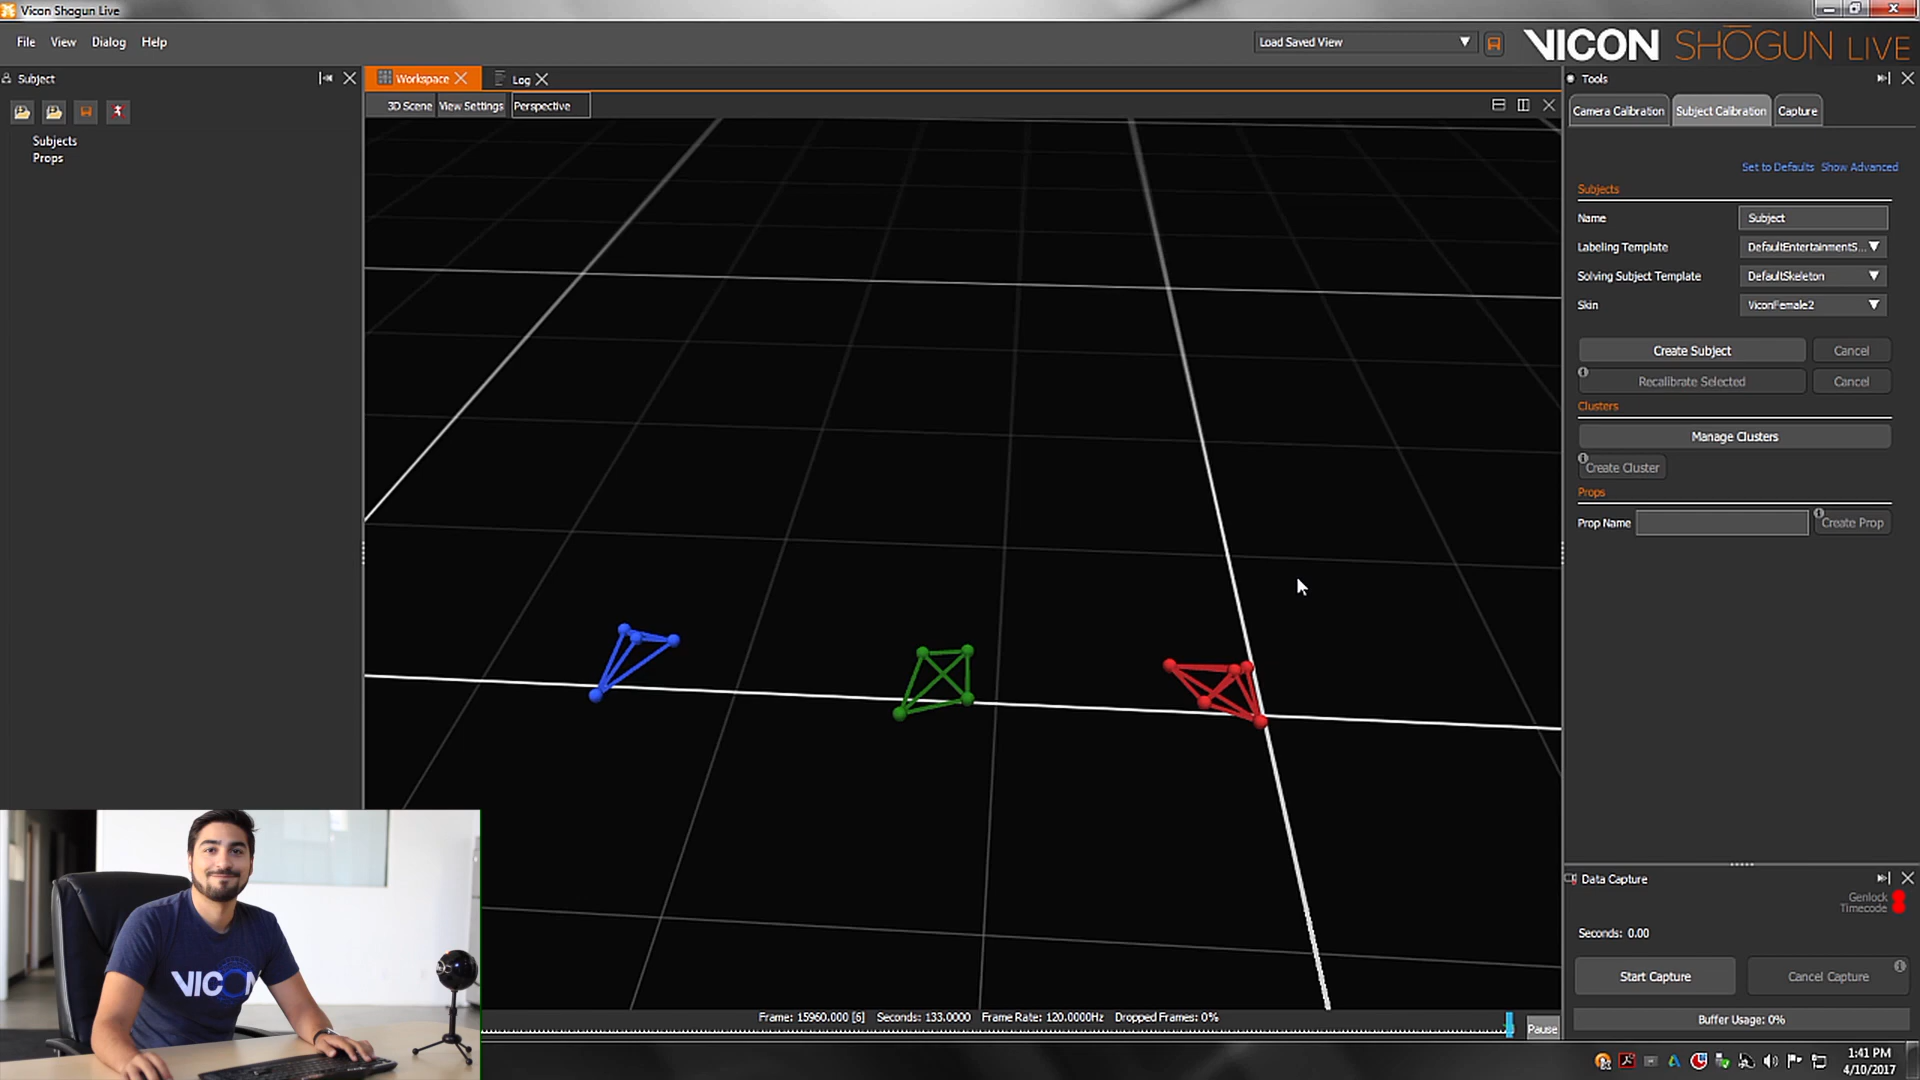 Vicon Shogun Live
File View Dialog Help
Load Saved View
VICON SHŌGUN LIVE
Subject
Workspace
Log
Tools
3D Scene View Settings Perspective
Camera Calibration Subject Calibration Capture
Subjects
Props
Set to Defaults Show Advanced
Subjects
Name Subject
Labeling Template DefaultEntertainmentS...
Solving Subject Template DefaultSkeleton
Skin ViconFemale2
Create Subject Cancel
Recalibrate Selected Cancel
Clusters
Manage Clusters
Create Cluster
Props
Prop Name Create Prop
Data Capture
Genlock
Timecode
Seconds: 0.00
Start Capture Cancel Capture
Buffer Usage: 0%
VICON
Frame: 15960.000 [6] Seconds: 133.0000 Frame Rate: 120.0000Hz Dropped Frames: 0%
Pause
1:41 PM
4/10/2017